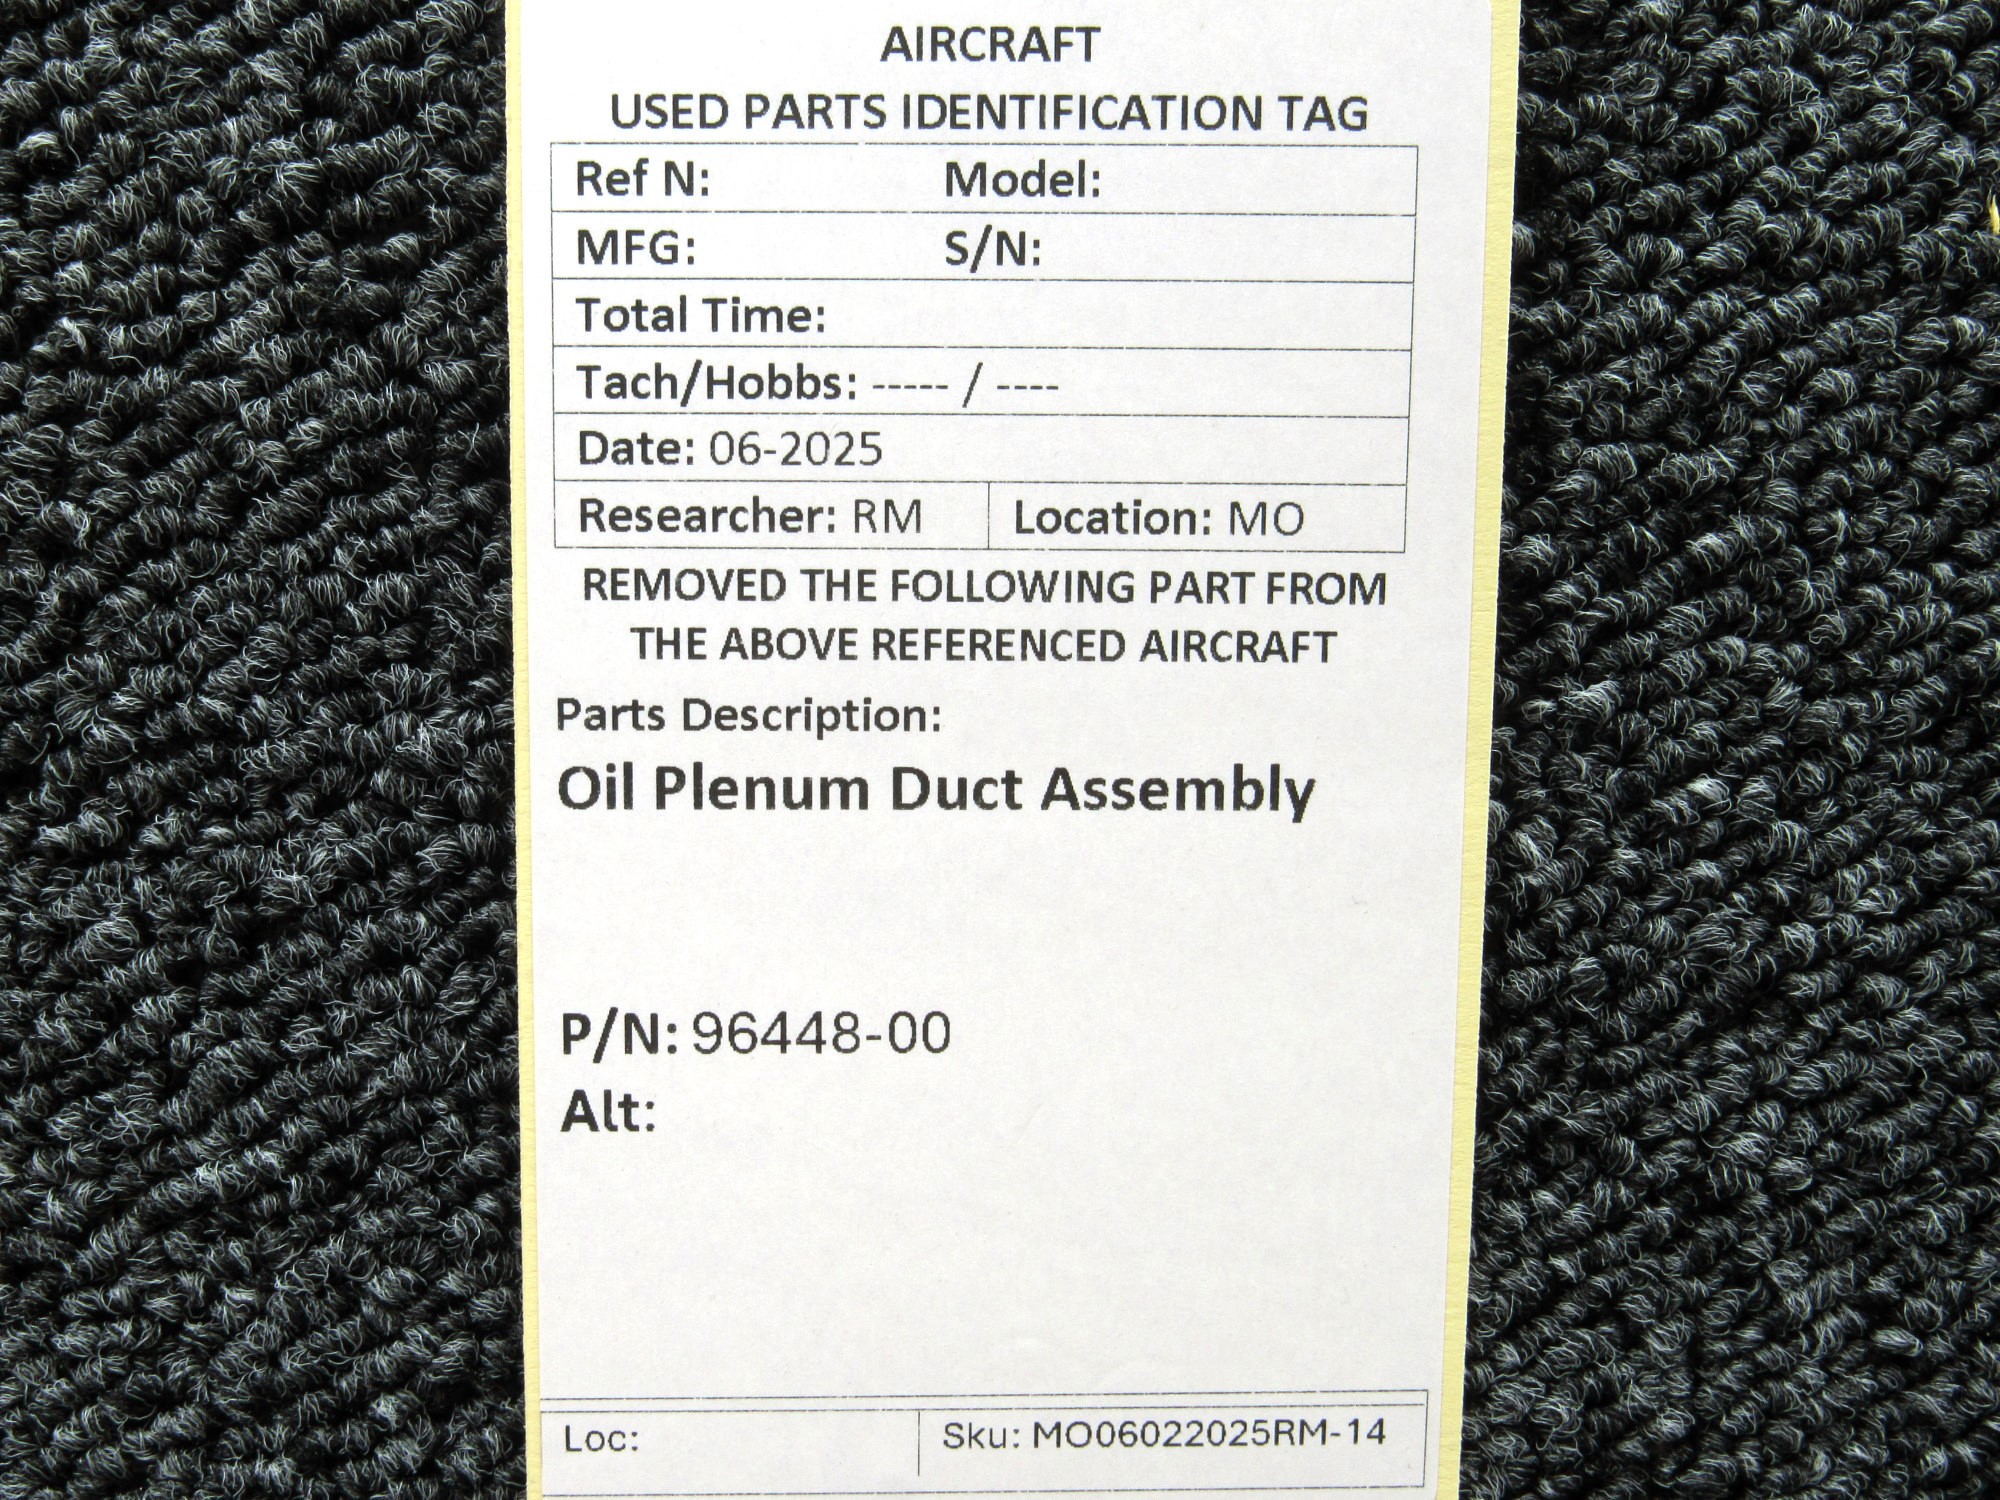 AIRCRAFT
USED PARTS IDENTIFICATION TAG
Ref N: Model:
MFG: S/N:
Total Time:
Tach/Hobbs: ----- / ----
Date: 06-2025
Researcher: RM Location: MO
REMOVED THE FOLLOWING PART FROM
THE ABOVE REFERENCED AIRCRAFT
Parts Description:
Oil Plenum Duct Assembly
P/N: 96448-00
Alt:
Loc: Sku: MO06022025RM-14